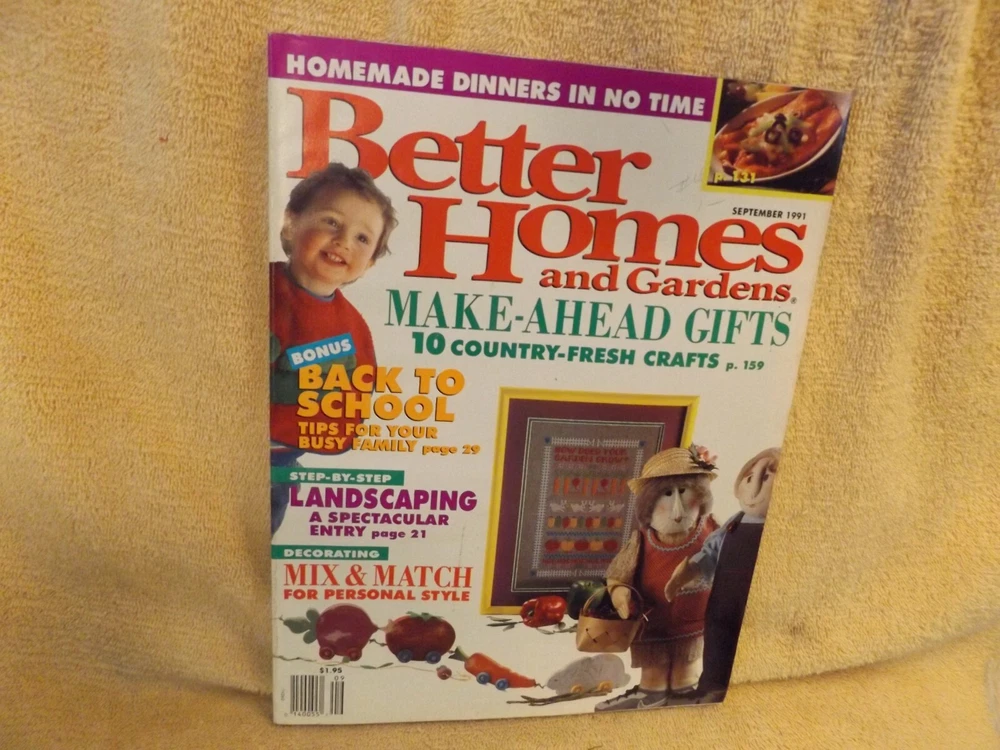 HOMEMADE DINNERS IN NO TIME
p. 131
Better
Homes
and Gardens®
SEPTEMBER 1991
MAKE-AHEAD GIFTS
10 COUNTRY-FRESH CRAFTS p. 159
BONUS
BACK TO
SCHOOL
TIPS FOR YOUR
BUSY FAMILY page 29
STEP-BY-STEP
LANDSCAPING
A SPECTACULAR
ENTRY page 21
DECORATING
MIX & MATCH
FOR PERSONAL STYLE
$1.95
09